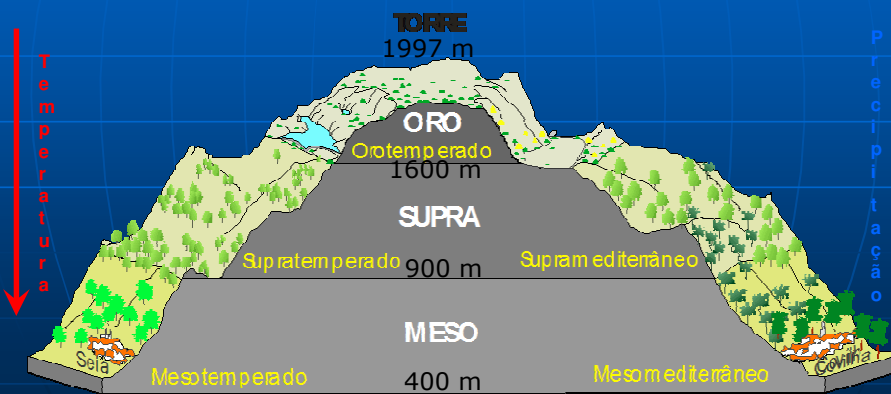 TORRE
1997 m
Temperatura
Precipitação
ORO
Orotemperado
1600 m
SUPRA
Supratemperado
900 m
Supramediterrâneo
MESO
Seia
Covilhã
Mesotemperado
400 m
Mesomediterrâneo